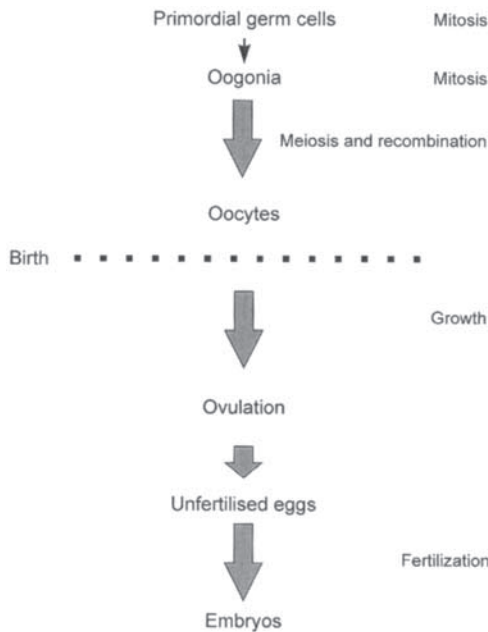 Primordial germ cells Mitosis
Oogonia Mitosis
Meiosis and recombination
Oocytes
Birth
Growth
Ovulation
Unfertilised eggs
Fertilization
Embryos